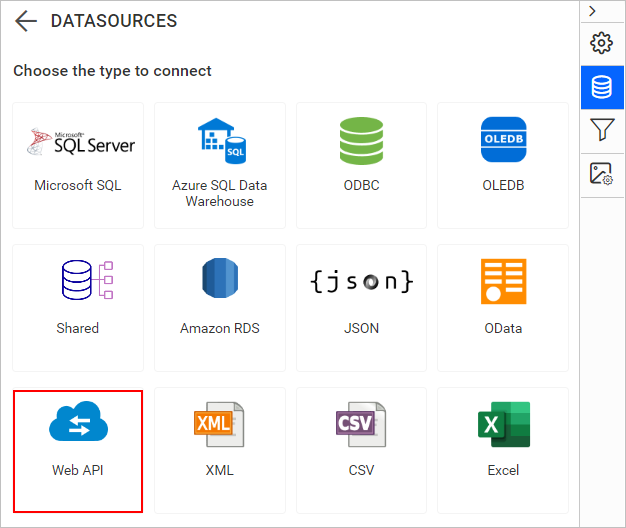 DATASOURCES
Choose the type to connect
Microsoft
SQL Server
Microsoft SQL
SQL
Azure SQL Data
Warehouse
ODBC
OLEDB
OLEDB
Shared
Amazon RDS
{json}
JSON
OData
Web API
XML
XML
CSV
CSV
X
Excel